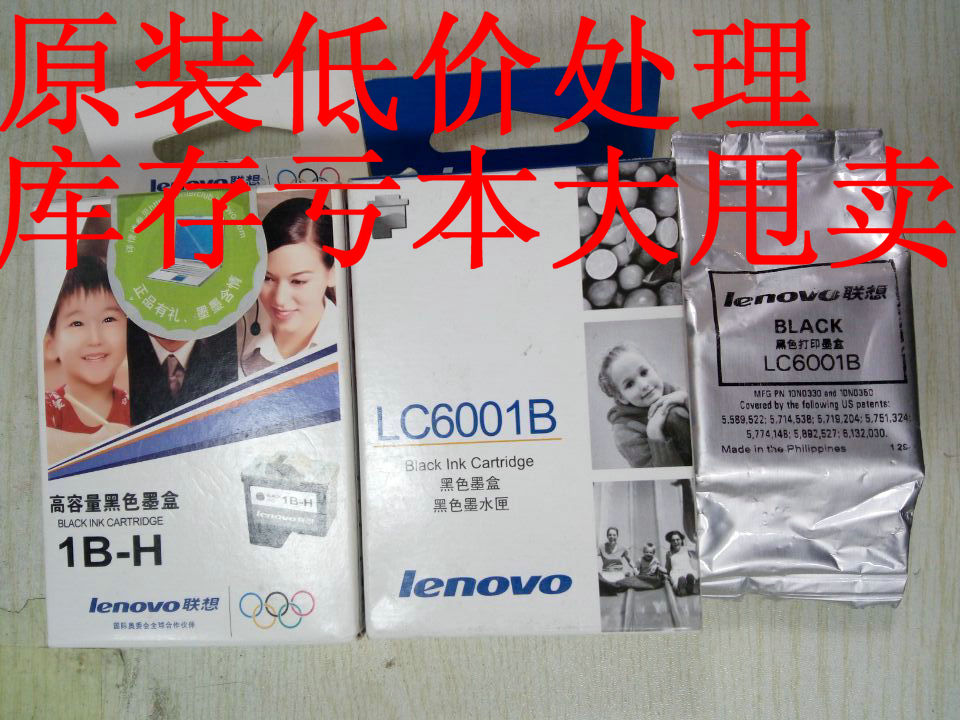 原装低价处理
库存亏本大甩卖
lenovo联想
正品有礼、墨墨含情
1B-H
lenovo
高容量黑色墨盒
BLACK INK CARTRIDGE
1B-H
lenovo联想
国际奥委会全球合作伙伴
LC6001B
Black Ink Cartridge
黑色墨盒
黑色墨水匣
lenovo
lenovo联想
BLACK
黑色打印墨盒
LC6001B
MFG PN 10N0330 and 10N0350
Covered by the following US patents:
5,589,522; 5,714,538; 5,719,204; 5,751,324;
5,774,148; 5,892,527; 6,132,030.
Made in the Philippines